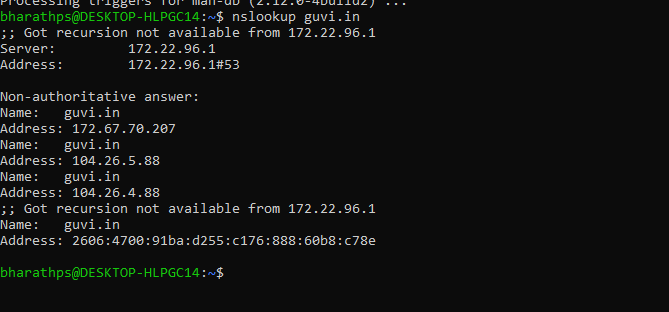 Processing triggers for man-db (2.12.0-4build2) ...
bharathps@DESKTOP-HLPGC14:~$ nslookup guvi.in
;; Got recursion not available from 172.22.96.1
Server:         172.22.96.1
Address:        172.22.96.1#53

Non-authoritative answer:
Name:   guvi.in
Address: 172.67.70.207
Name:   guvi.in
Address: 104.26.5.88
Name:   guvi.in
Address: 104.26.4.88
;; Got recursion not available from 172.22.96.1
Name:   guvi.in
Address: 2606:4700:91ba:d255:c176:888:60b8:c78e

bharathps@DESKTOP-HLPGC14:~$